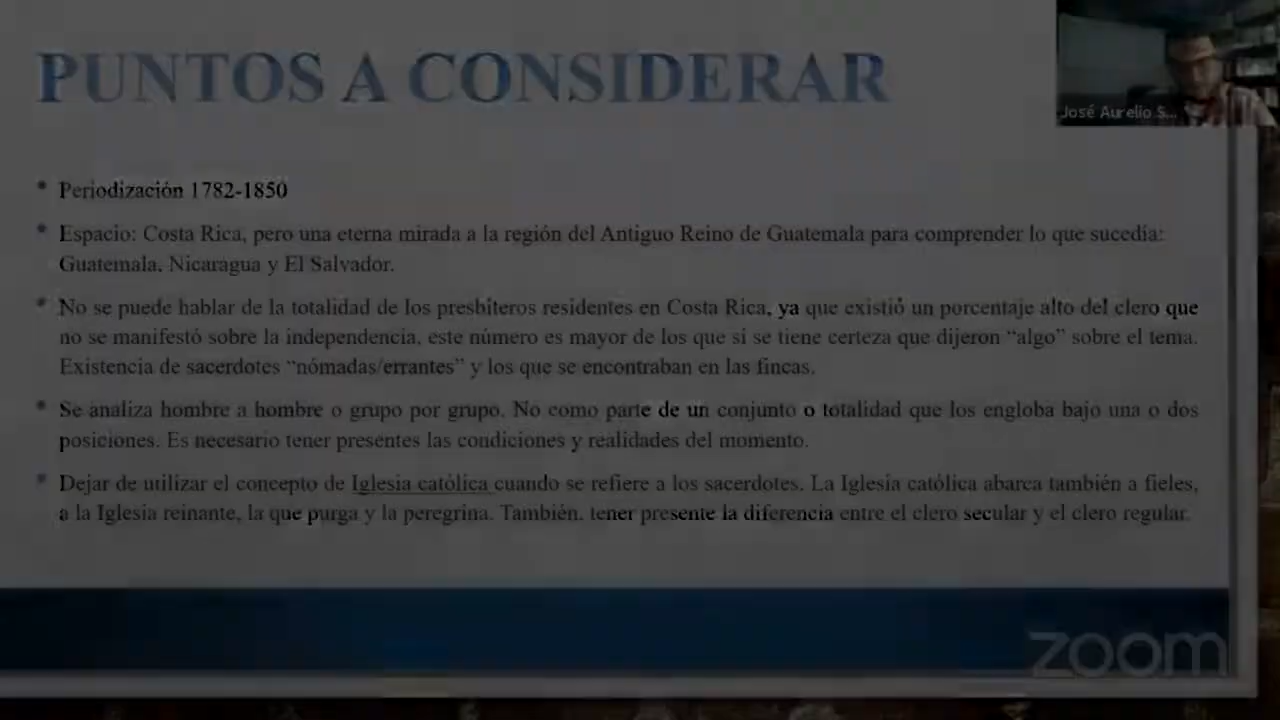 PUNTOS A CONSIDERAR
José Aurelio S...
• Periodización 1782-1850
• Espacio: Costa Rica, pero una eterna mirada a la región del Antiguo Reino de Guatemala para comprender lo que sucedía:
Guatemala, Nicaragua y El Salvador.
• No se puede hablar de la totalidad de los presbíteros residentes en Costa Rica, ya que existió un porcentaje alto del clero que
no se manifestó sobre la independencia, este número es mayor de los que sí se tiene certeza que dijeron “algo” sobre el tema.
Existencia de sacerdotes “nómadas/errantes” y los que se encontraban en las fincas.
• Se analiza hombre a hombre o grupo por grupo. No como parte de un conjunto o totalidad que los engloba bajo una o dos
posiciones. Es necesario tener presentes las condiciones y realidades del momento.
• Dejar de utilizar el concepto de Iglesia católica cuando se refiere a los sacerdotes. La Iglesia católica abarca también a fieles,
a la Iglesia reinante, la que purga y la peregrina. También, tener presente la diferencia entre el clero secular y el clero regular.
zoom